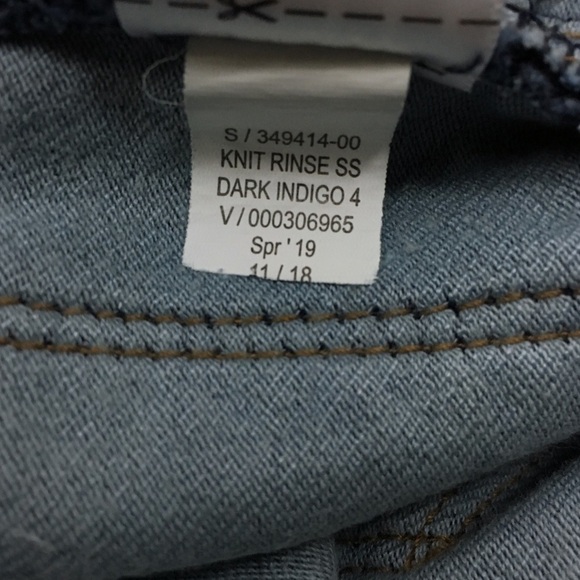 S / 349414-00
KNIT RINSE SS
DARK INDIGO 4
V / 000306965
Spr ' 19
11 / 18